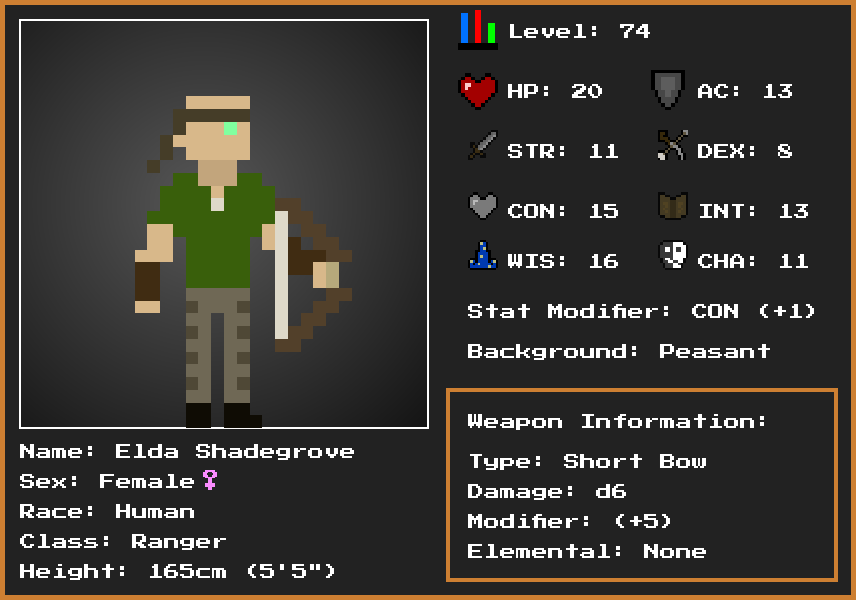 Level: 74
HP: 20 AC: 13
STR: 11 DEX: 8
CON: 15 INT: 13
WIS: 16 CHA: 11
Stat Modifier: CON (+1)
Background: Peasant
Weapon Information:
Type: Short Bow
Damage: d6
Modifier: (+5)
Elemental: None
Name: Elda Shadegrove
Sex: Female♀
Race: Human
Class: Ranger
Height: 165cm (5'5")